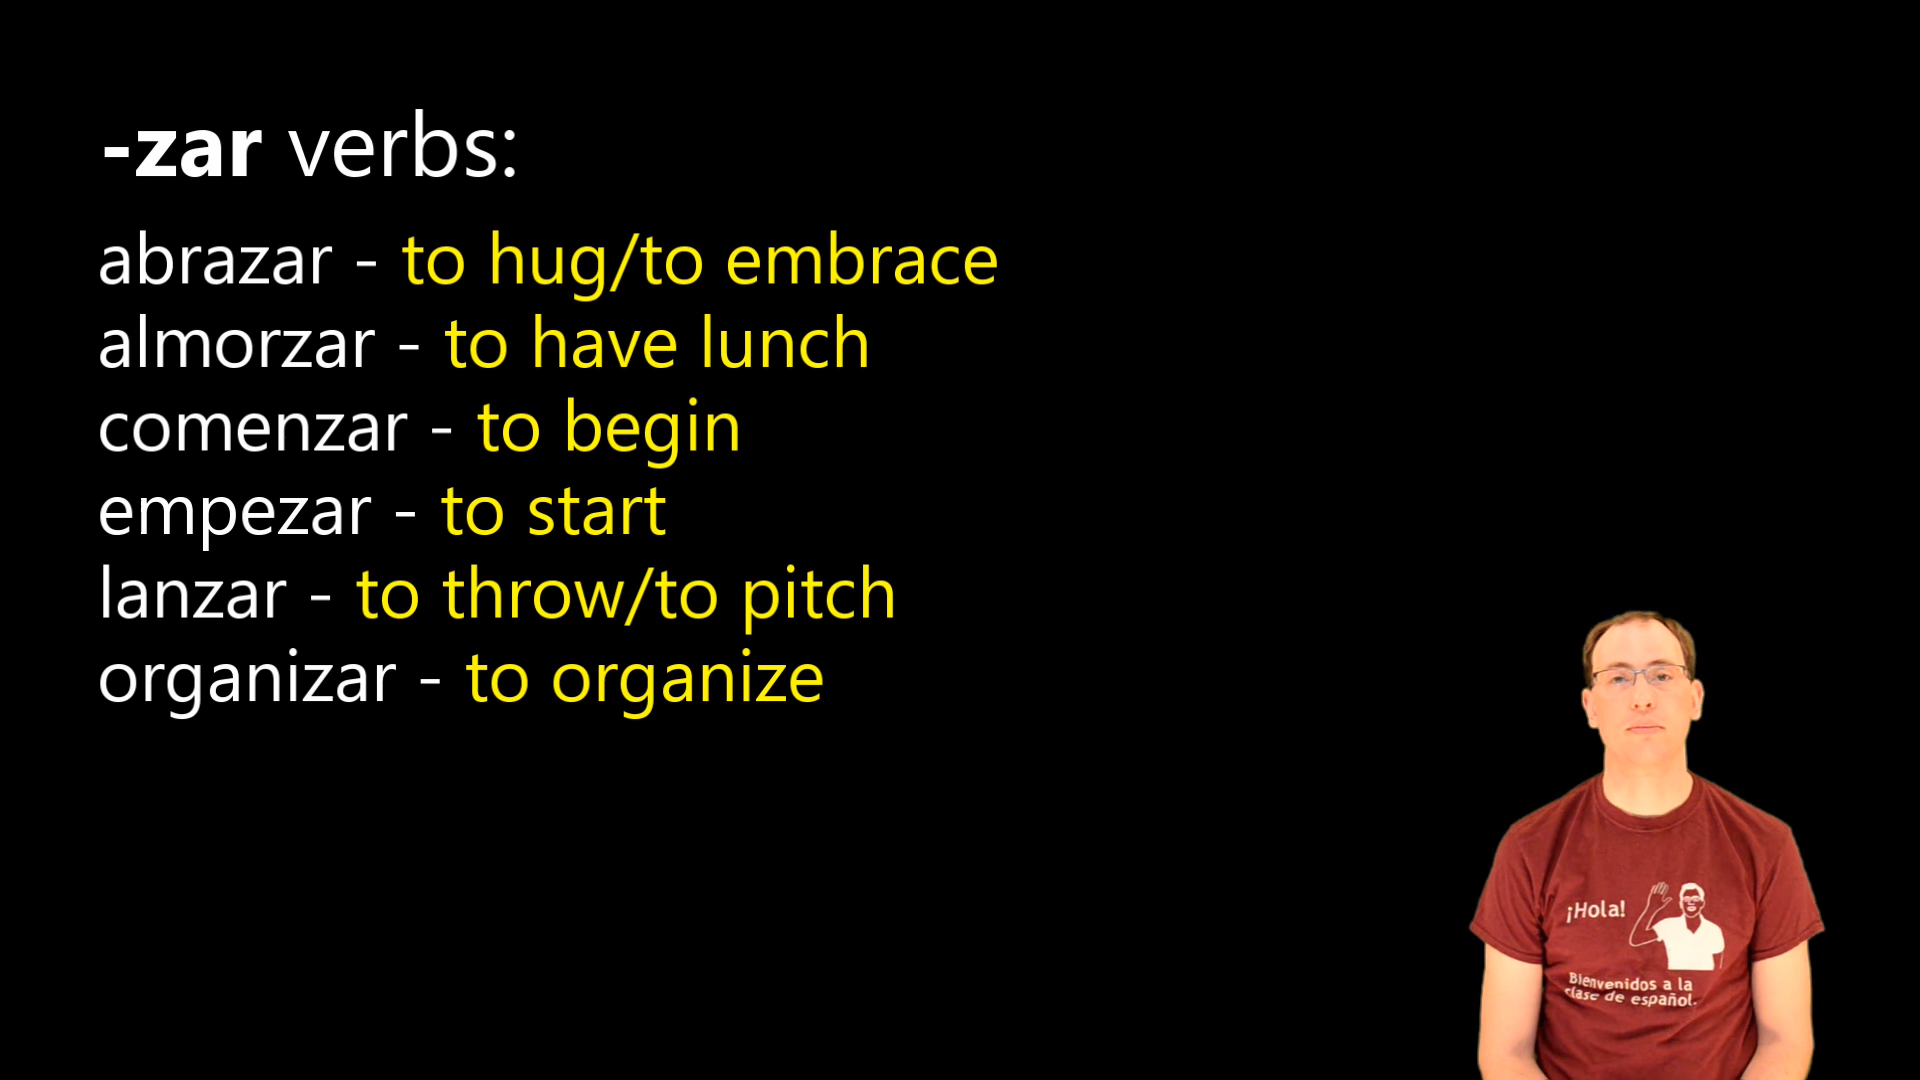 -zar verbs:
abrazar - to hug/to embrace
almorzar - to have lunch
comenzar - to begin
empezar - to start
lanzar - to throw/to pitch
organizar - to organize
¡Hola!
Bienvenidos a la
clase de español.